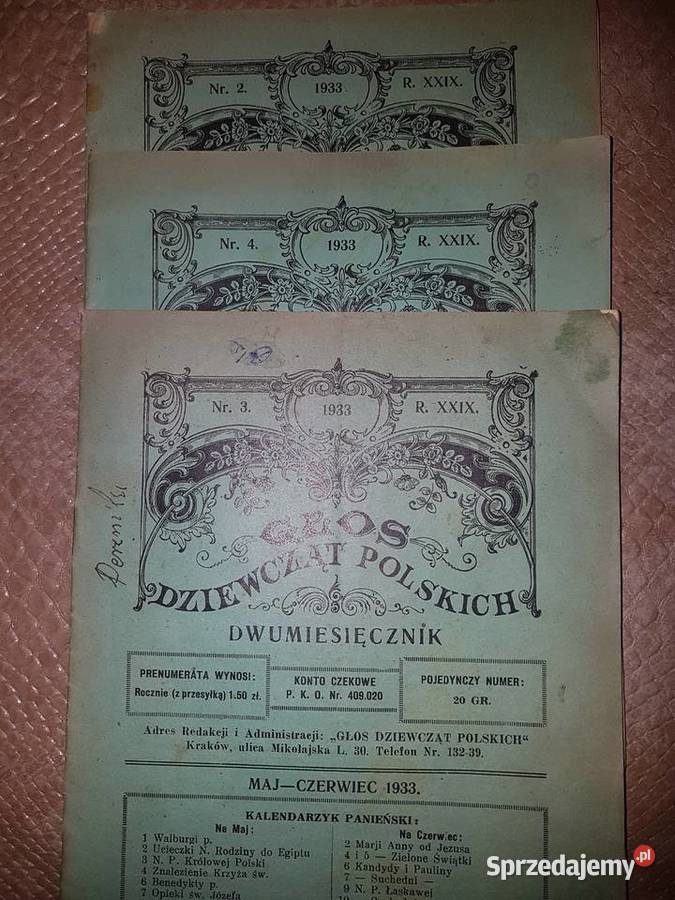 Nr. 2. 1933 R. XXIX.
Nr. 4. 1933 R. XXIX.
Nr. 3. 1933 R. XXIX.
GŁOS
DZIEWCZĄT POLSKICH
DWUMIESIĘCZNIK
PRENUMERATA WYNOSI:
Rocznie (z przesyłką) 1.50 zł.
KONTO CZEKOWE
P. K. O. Nr. 409.020
POJEDYNCZY NUMER:
20 GR.
Adres Redakcji i Administracji: „GŁOS DZIEWCZĄT POLSKICH“
Kraków, ulica Mikołajska L. 30. Telefon Nr. 132-39.
MAJ—CZERWIEC 1933.
KALENDARZYK PANIEŃSKI:
Na Maj:
1 Walburgi p.
2 Ucieczki N. Rodziny do Egiptu
3 N. P. Królowej Polski
4 Znalezienie Krzyża św.
6 Benedykty p.
7 Opieki św. Józefa
Na Czerwiec:
2 Marji Anny od Jezusa
4 i 5 — Zielone Świątki
6 Kandydy i Pauliny
7 — Suchedni —
9 N. P. Łaskawej
Sprzedajemy.pl